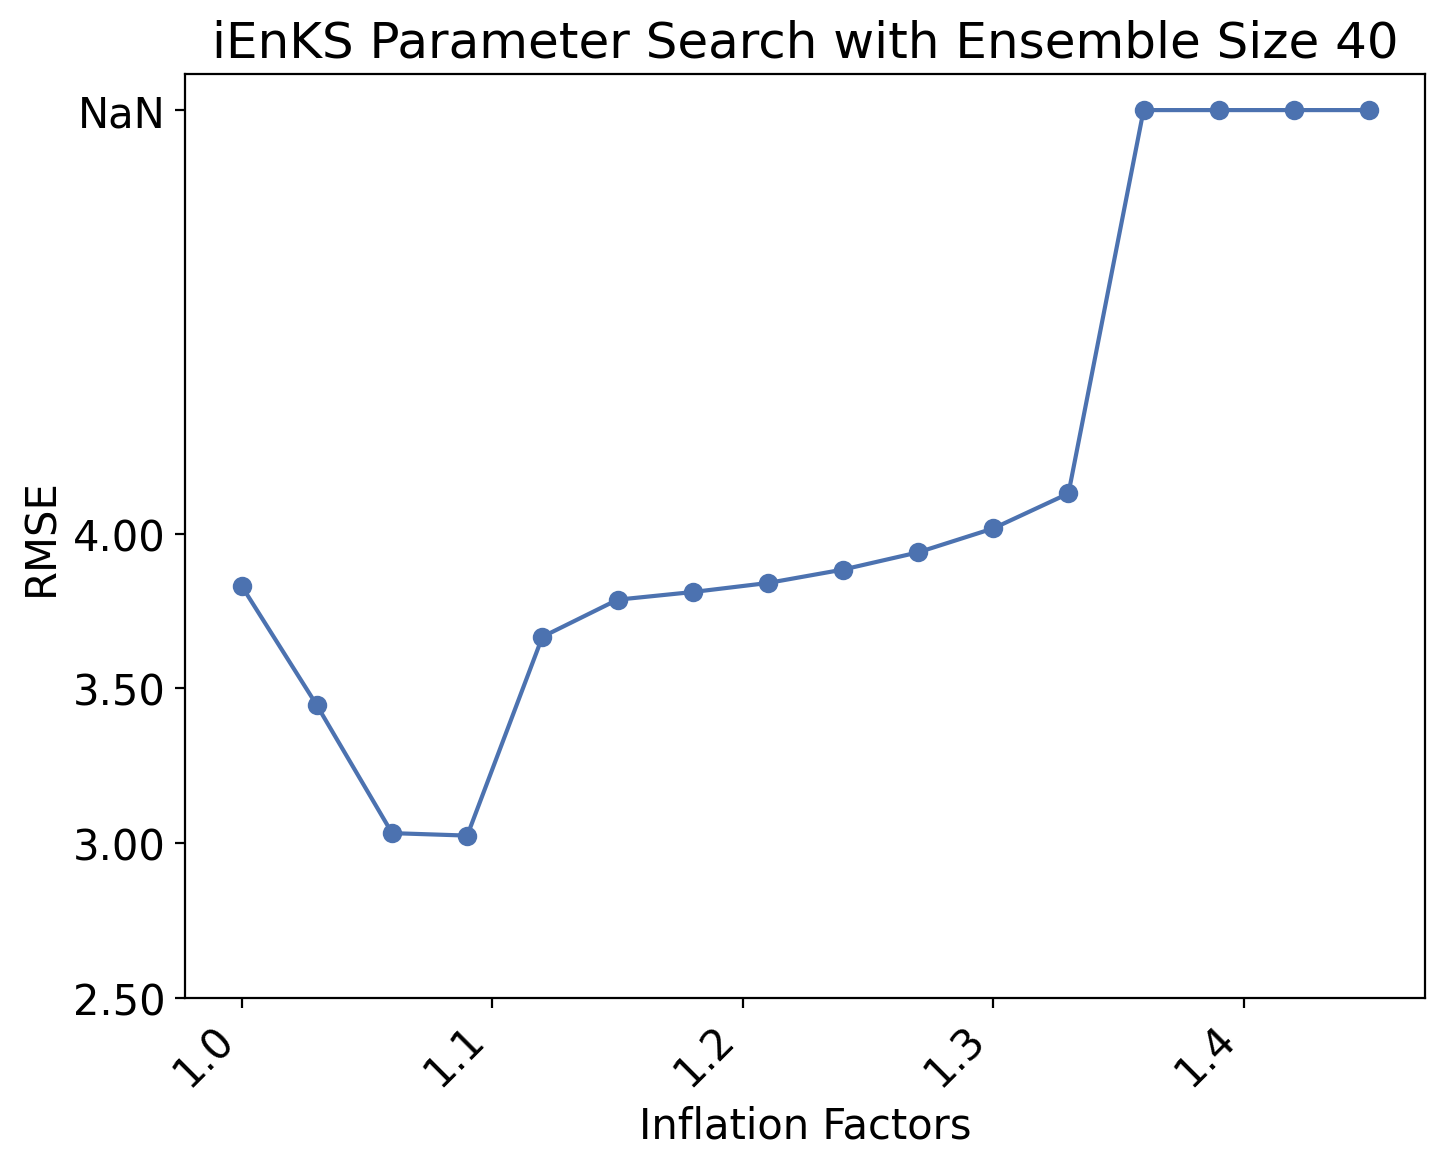 iEnKS Parameter Search with Ensemble Size 40
NaN
4.00
3.50
3.00
2.50
RMSE
1.0
1.1
1.2
1.3
1.4
Inflation Factors